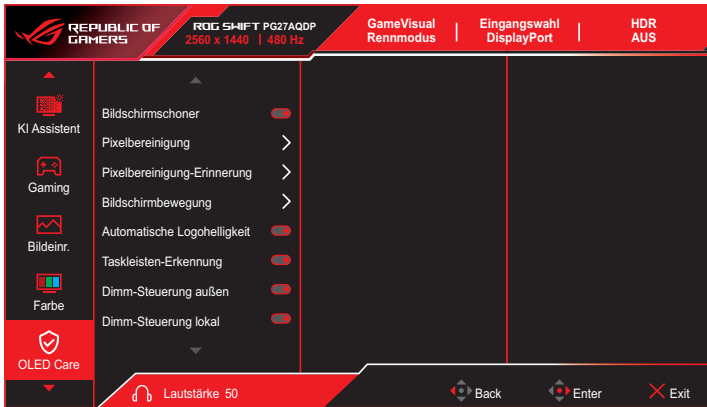 REPUBLIC OF
GAMERS
ROG SWIFT PG27AQDP
2560 x 1440 | 480 Hz
GameVisual
Rennmodus
Eingangswahl
DisplayPort
HDR
AUS
KI Assistent
Gaming
Bildeinr.
Farbe
OLED Care
Bildschirmschoner
Pixelbereinigung
Pixelbereinigung-Erinnerung
Bildschirmbewegung
Automatische Logohelligkeit
Taskleisten-Erkennung
Dimm-Steuerung außen
Dimm-Steuerung lokal
Lautstärke 50
Back
Enter
Exit